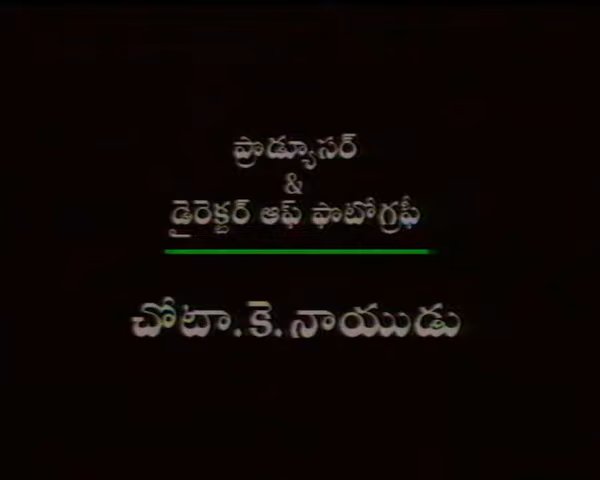 ప్రొడ్యూసర్
&
డైరెక్టర్ ఆఫ్ ఫొటోగ్రఫీ
చోటా.కె.నాయుడు